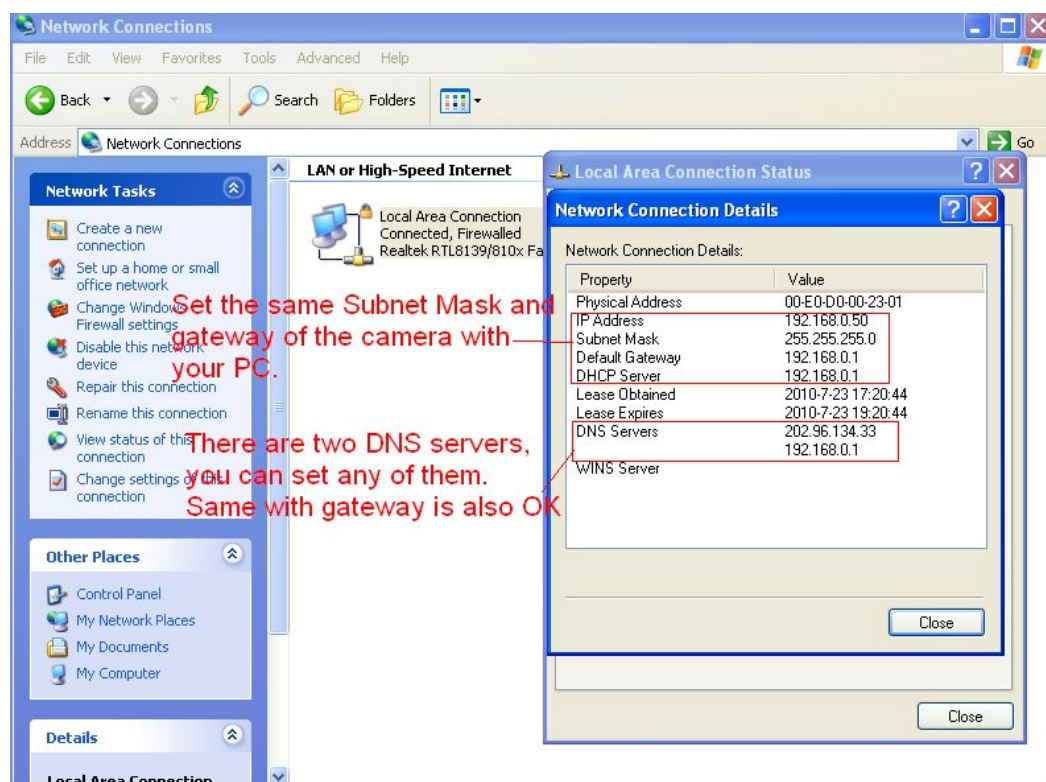 Network Connections
File Edit View Favorites Tools Advanced Help
Back Search Folders
Address Network Connections Go
Network Tasks
Create a new
connection
Set up a home or small
office network
Change Windows
Firewall settings
Disable this network
device
Repair this connection
Rename this connection
View status of this
connection
Change settings of this
connection
Other Places
Control Panel
My Network Places
My Documents
My Computer
Details
Local Area Connection
LAN or High-Speed Internet
Local Area Connection
Connected, Firewalled
Realtek RTL8139/810x Fa
Set the same Subnet Mask and
gateway of the camera with
your PC.
There are two DNS servers,
you can set any of them.
Same with gateway is also OK
Local Area Connection Status
Network Connection Details
Network Connection Details:
Property Value
Physical Address 00-E0-D0-00-23-01
IP Address 192.168.0.50
Subnet Mask 255.255.255.0
Default Gateway 192.168.0.1
DHCP Server 192.168.0.1
Lease Obtained 2010-7-23 17:20:44
Lease Expires 2010-7-23 19:20:44
DNS Servers 202.96.134.33
192.168.0.1
WINS Server
Close
Close